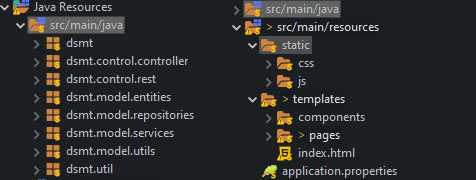 Java Resources
src/main/java
dsmt
dsmt.control.controller
dsmt.control.rest
dsmt.model.entities
dsmt.model.repositories
dsmt.model.services
dsmt.model.utils
dsmt.util
src/main/java
> src/main/resources
static
css
js
> templates
components
> pages
index.html
application.properties